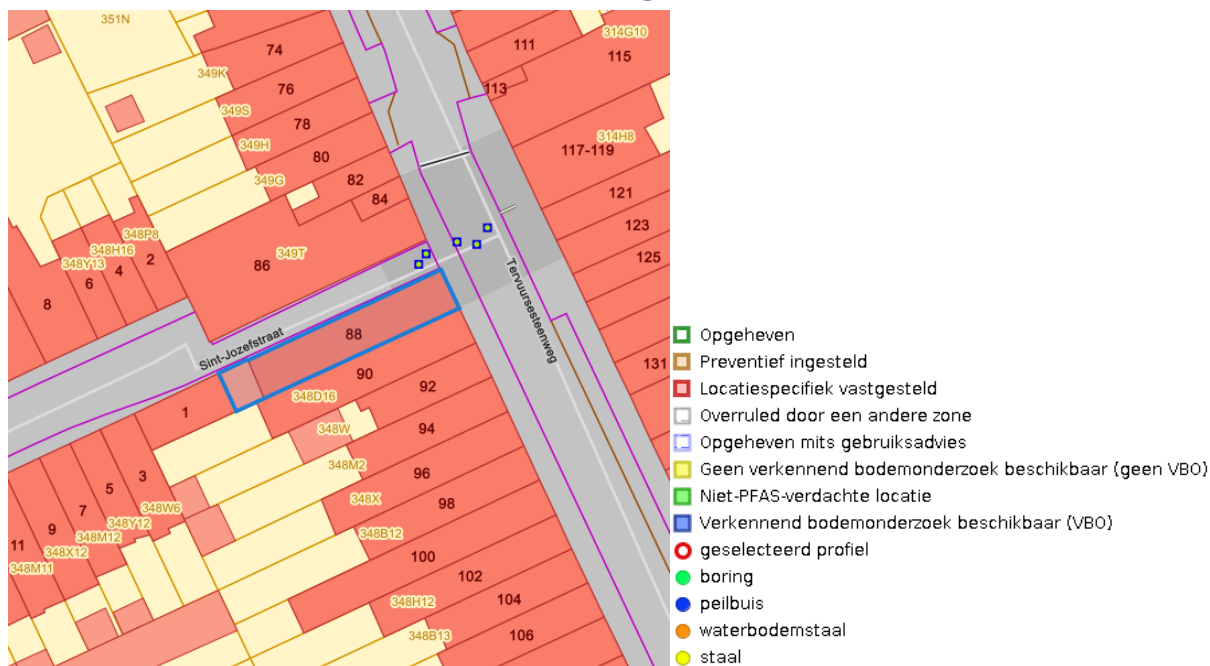 351N
74
349K
76
349S
78
349H
80
349G
82
84
86
349T
111
314G10
115
113
314H8
117-119
121
123
125
131
348P8
348H16
348Y13
2
4
6
8
Sint-Jozefstraat
Tervuursesteenweg
88
90
348D16
92
348W
94
348M2
96
348X
98
348B12
100
102
348H12
104
348B13
106
1
3
5
348W6
7
348Y12
9
348M12
11
348X12
348M11
Opgeheven
Preventief ingesteld
Locatiespecifiek vastgesteld
Overruled door een andere zone
Opgeheven mits gebruiksadvies
Geen verkennend bodemonderzoek beschikbaar (geen VBO)
Niet-PFAS-verdachte locatie
Verkennend bodemonderzoek beschikbaar (VBO)
geselecteerd profiel
boring
peilbuis
waterbodemstaal
staal